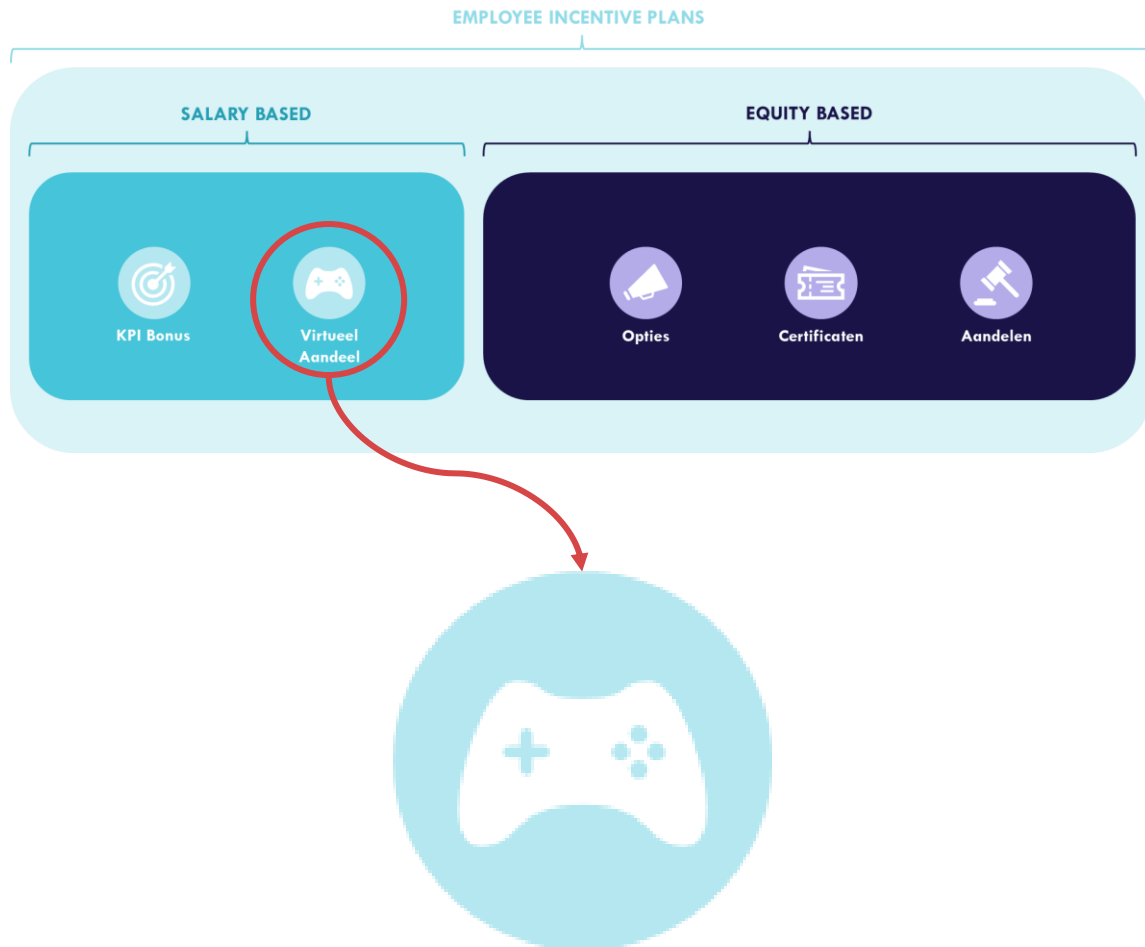 EMPLOYEE INCENTIVE PLANS
SALARY BASED
EQUITY BASED
KPI Bonus
Virtueel
Aandeel
Opties
Certificaten
Aandelen